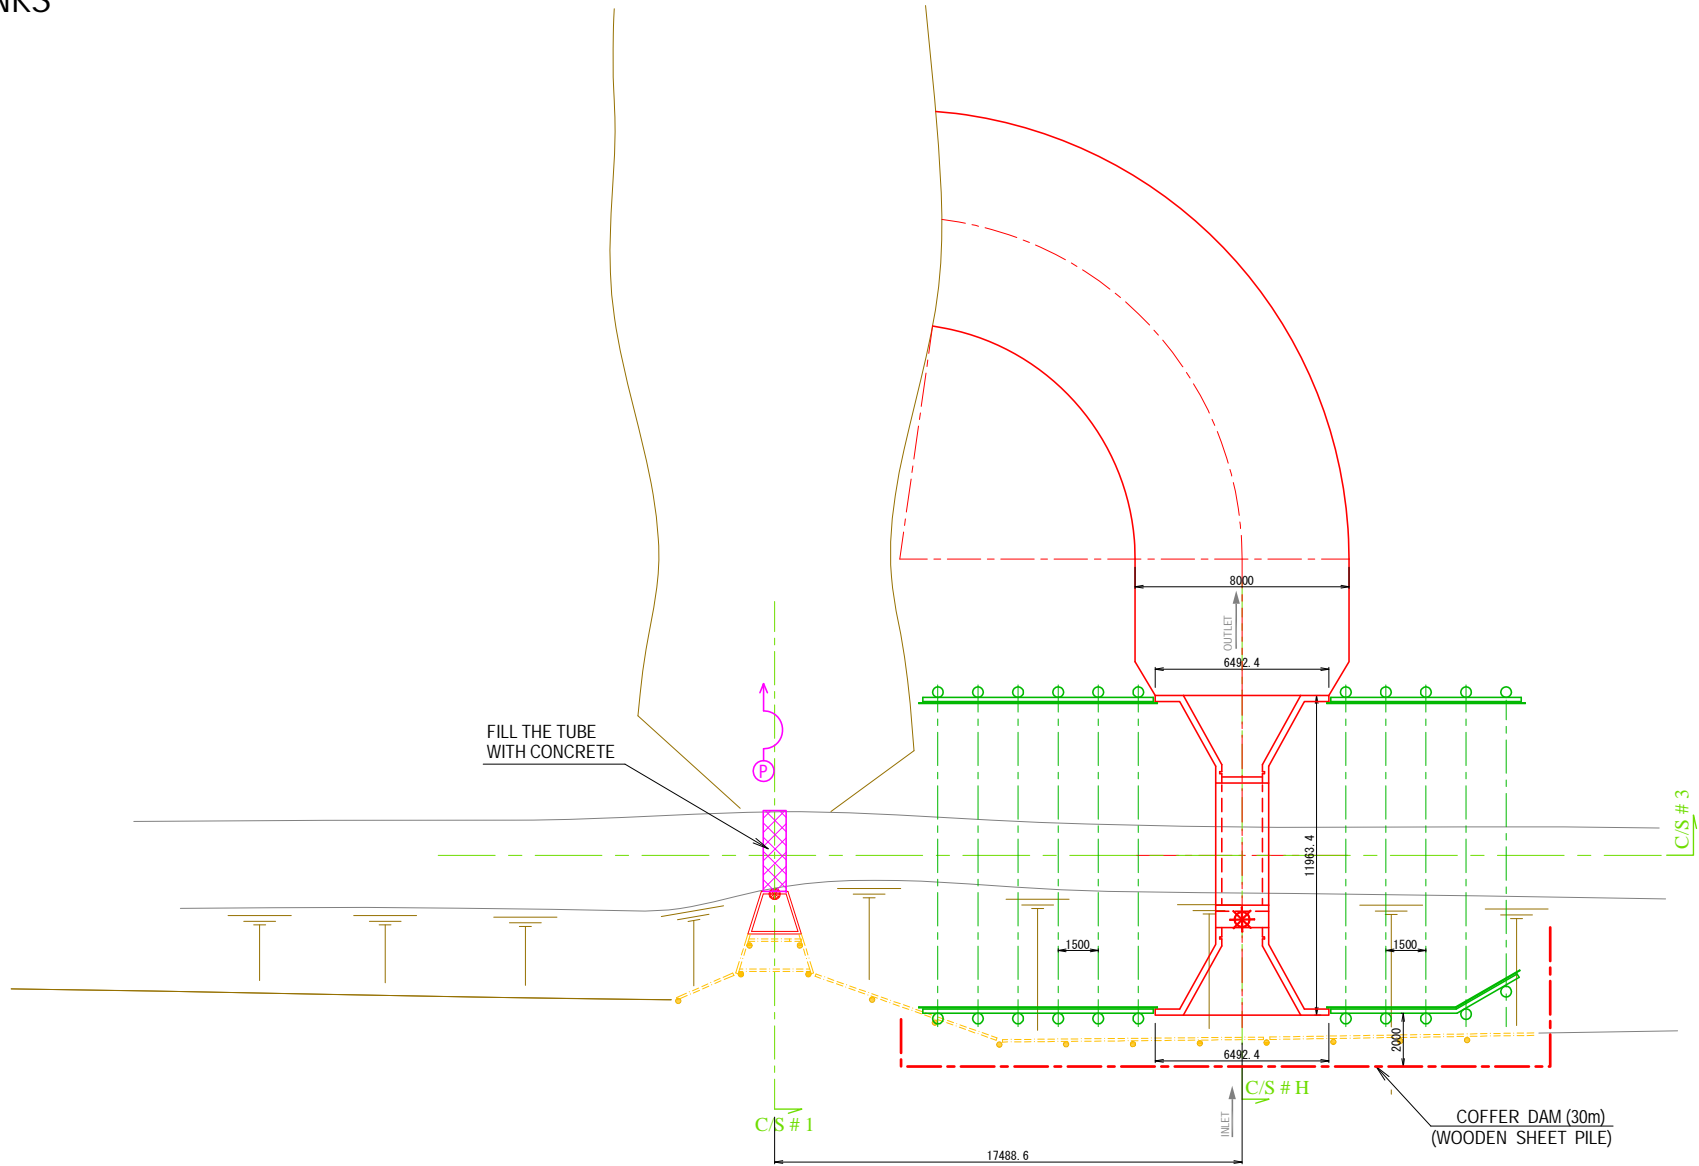 8000
OUTLET
6492.4
FILL THE TUBE
WITH CONCRETE
P
C/S # 3
11963.4
1500
1500
2000
6492.4
C/S # H
C/S # 1
INLET
COFFER DAM (30m)
(WOODEN SHEET PILE)
17488.6